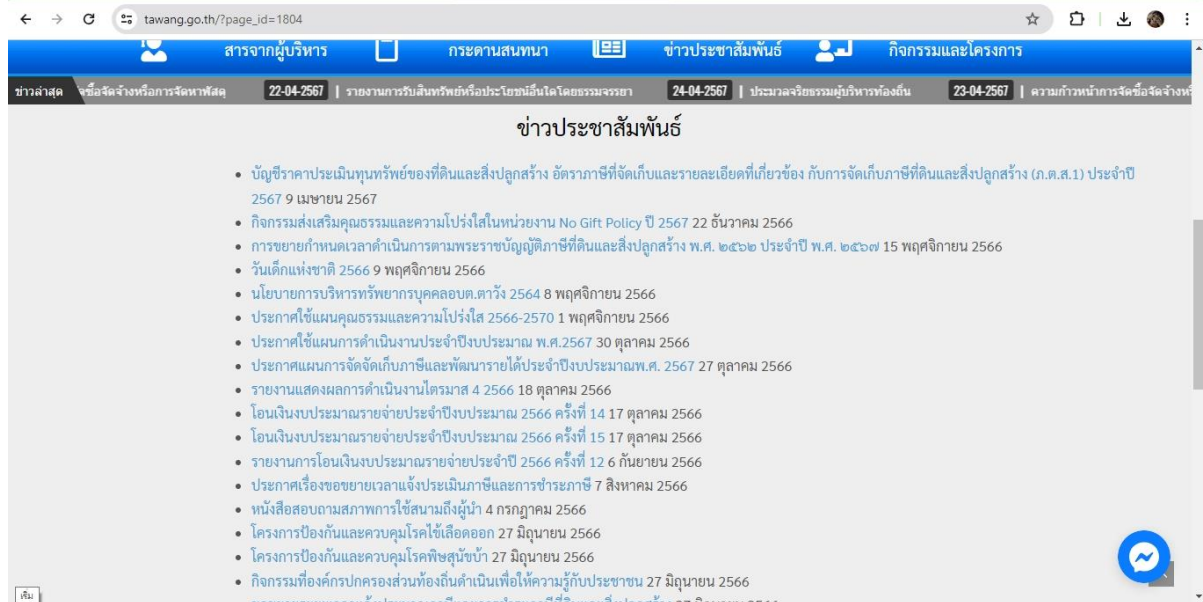 tawang.go.th/?page_id=1804
สารจากผู้บริหาร กระดานสนทนา ข่าวประชาสัมพันธ์ กิจกรรมและโครงการ
ข่าวล่าสุด ซื้อจัดจ้างหรือการจัดหาพัสดุ 22-04-2567 | รายงานการรับสินทรัพย์หรือประโยชน์อื่นใดโดยธรรมจรรยา 24-04-2567 | ประมวลจริยธรรมผู้บริหารท้องถิ่น 23-04-2567 | ความก้าวหน้าการจัดซื้อจัดจ้าง
ข่าวประชาสัมพันธ์
• บัญชีราคาประเมินทุนทรัพย์ของที่ดินและสิ่งปลูกสร้าง อัตราภาษีที่จัดเก็บและรายละเอียดที่เกี่ยวข้อง กับการจัดเก็บภาษีที่ดินและสิ่งปลูกสร้าง (ภ.ด.ส.1) ประจำปี
2567 9 เมษายน 2567
• กิจกรรมส่งเสริมคุณธรรมและความโปร่งใสในหน่วยงาน No Gift Policy ปี 2567 22 ธันวาคม 2566
• การขยายกำหนดเวลาดำเนินการตามพระราชบัญญัติภาษีที่ดินและสิ่งปลูกสร้าง พ.ศ. ๒๕๖๒ ประจำปี พ.ศ. ๒๕๖๗ 15 พฤศจิกายน 2566
• วันเด็กแห่งชาติ 2566 9 พฤศจิกายน 2566
• นโยบายการบริหารทรัพยากรบุคคลอบต.ตาวัง 2564 8 พฤศจิกายน 2566
• ประกาศใช้แผนคุณธรรมและความโปร่งใส 2566-2570 1 พฤศจิกายน 2566
• ประกาศใช้แผนการดำเนินงานประจำปีงบประมาณ พ.ศ.2567 30 ตุลาคม 2566
• ประกาศแผนการจัดจัดเก็บภาษีและพัฒนารายได้ประจำปีงบประมาณพ.ศ. 2567 27 ตุลาคม 2566
• รายงานแสดงผลการดำเนินงานไตรมาส 4 2566 18 ตุลาคม 2566
• โอนเงินงบประมาณรายจ่ายประจำปีงบประมาณ 2566 ครั้งที่ 14 17 ตุลาคม 2566
• โอนเงินงบประมาณรายจ่ายประจำปีงบประมาณ 2566 ครั้งที่ 15 17 ตุลาคม 2566
• รายงานการโอนเงินงบประมาณรายจ่ายประจำปี 2566 ครั้งที่ 12 6 กันยายน 2566
• ประกาศเรื่องขอขยายเวลาแจ้งประเมินภาษีและการชำระภาษี 7 สิงหาคม 2566
• หนังสือสอบถามสภาพการใช้สนามถึงผู้นำ 4 กรกฎาคม 2566
• โครงการป้องกันและควบคุมโรคไข้เลือดออก 27 มิถุนายน 2566
• โครงการป้องกันและควบคุมโรคพิษสุนัขบ้า 27 มิถุนายน 2566
• กิจกรรมที่องค์กรปกครองส่วนท้องถิ่นดำเนินเพื่อให้ความรู้กับประชาชน 27 มิถุนายน 2566
เริ่ม